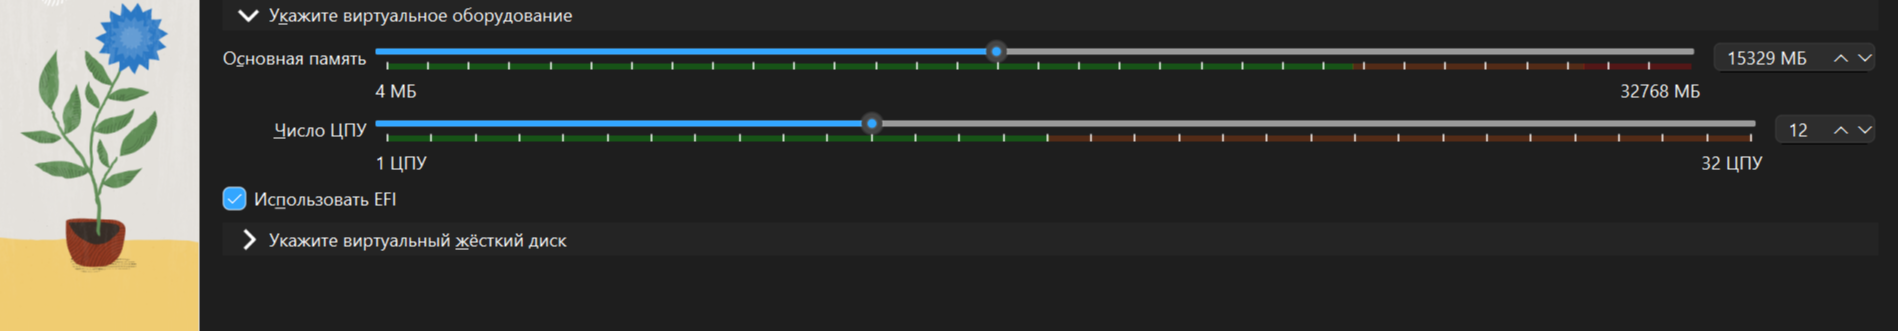 Укажите виртуальное оборудование
Основная память
15329 МБ
4 МБ
32768 МБ
Число ЦПУ
12
1 ЦПУ
32 ЦПУ
Использовать EFI
Укажите виртуальный жёсткий диск